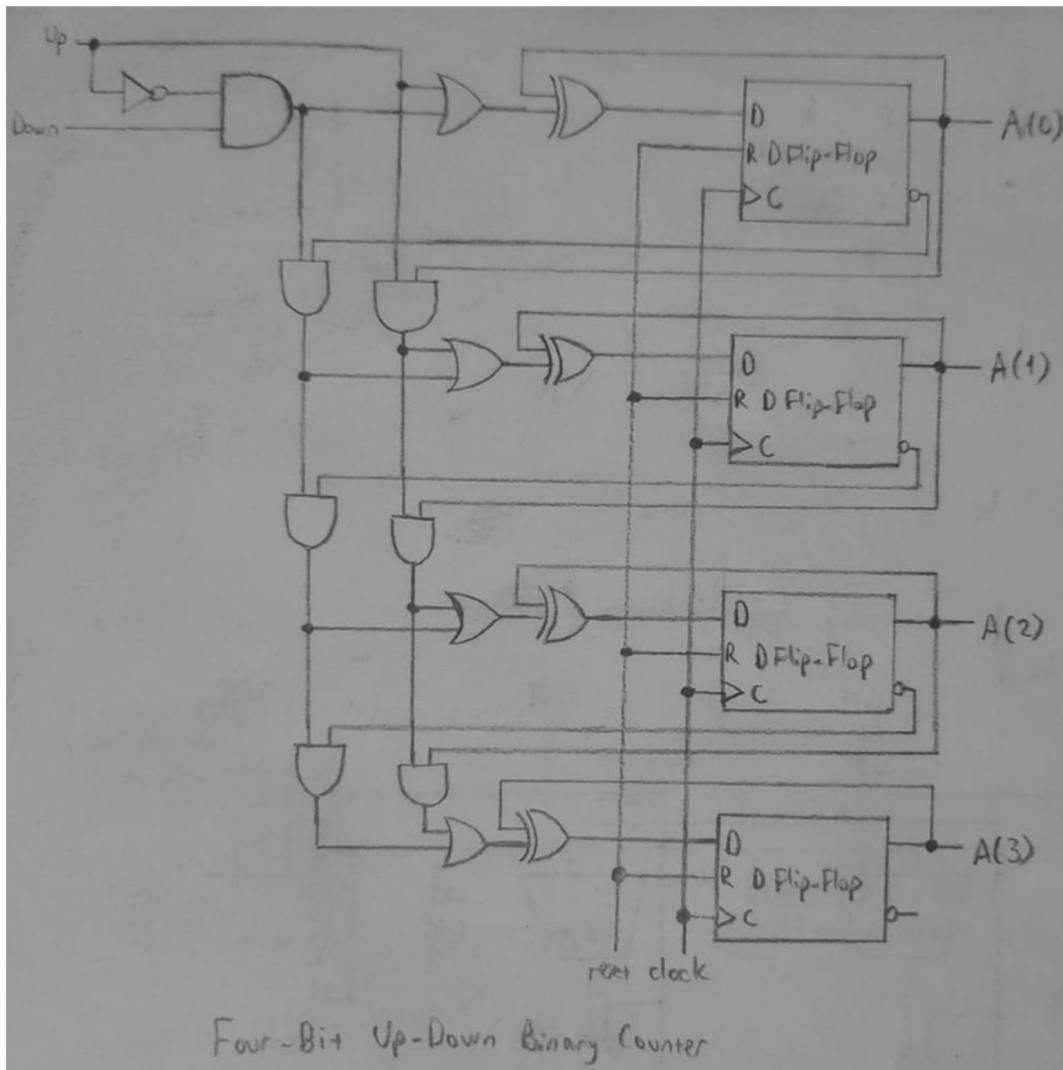 Up
Down
A(0)
D
R D Flip-Flop
C
A(1)
D
R D Flip-Flop
C
A(2)
D
R D Flip-Flop
C
A(3)
D
R D Flip-Flop
C
reset clock
Four-Bit Up-Down Binary Counter